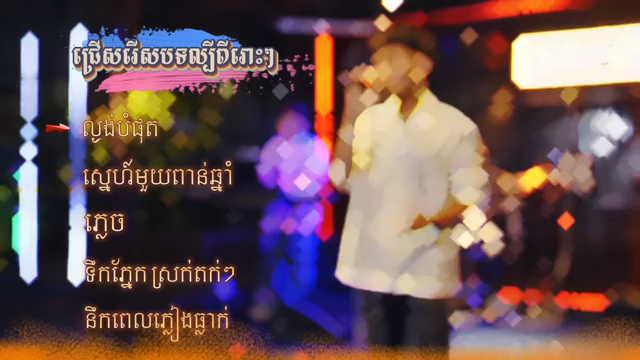 ជ្រើសរើសបទល្បីពីរោះៗ
ល្ងង់បំផុត
ស្នេហ៍មួយពាន់ឆ្នាំ
ភ្លេច
ទឹកភ្នែក ស្រក់តក់ៗ
នឹកពេលភ្លៀងធ្លាក់